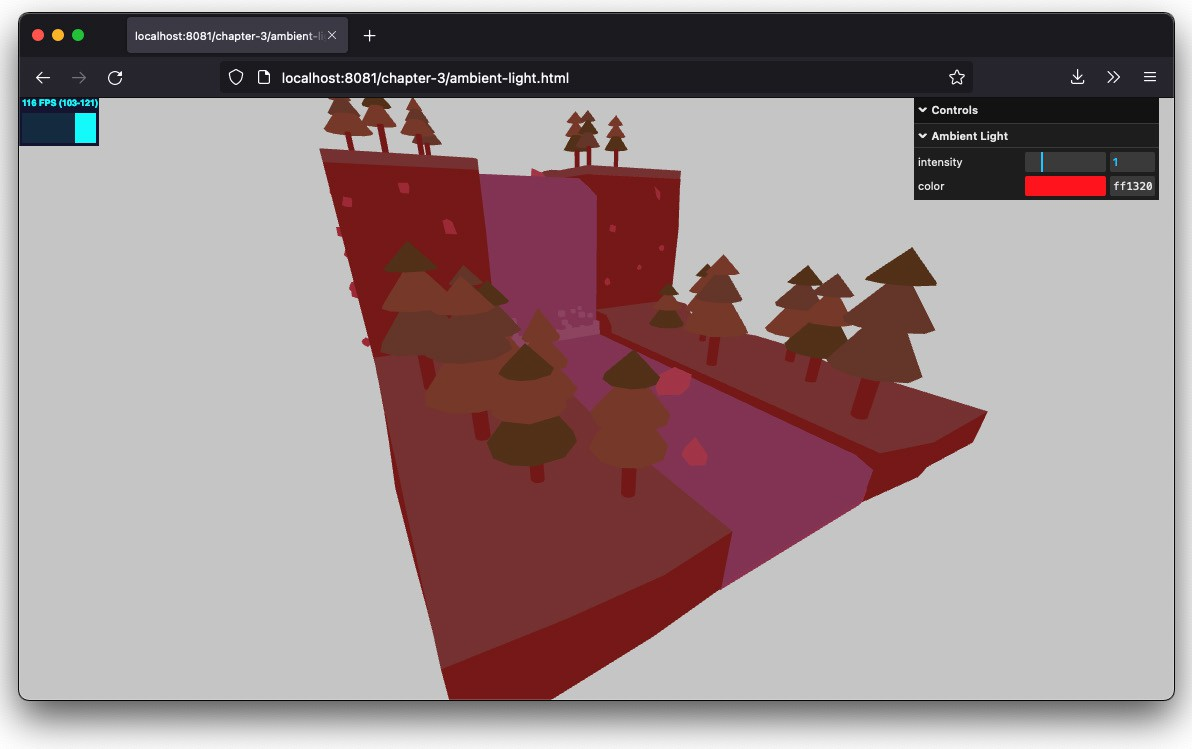 localhost:8081/chapter-3/ambient-li
localhost:8081/chapter-3/ambient-light.html
116 FPS (103-121)
Controls
Ambient Light
intensity 1
color ff1320